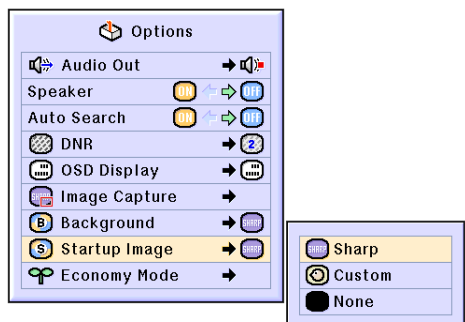 Options
Audio Out
Speaker ON OFF
Auto Search ON OFF
DNR 2
OSD Display
Image Capture
B Background SHARP
S Startup Image SHARP
Economy Mode
SHARP Sharp
Custom
None